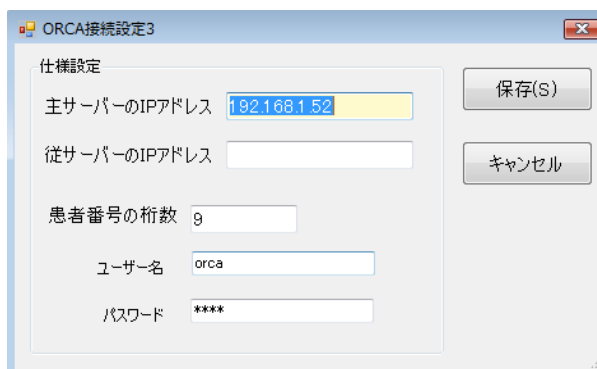 ORCA接続設定3
仕様設定
主サーバーのIPアドレス 192.168.1.52
保存(S)
従サーバーのIPアドレス
キャンセル
患者番号の桁数 9
ユーザー名 orca
パスワード ****